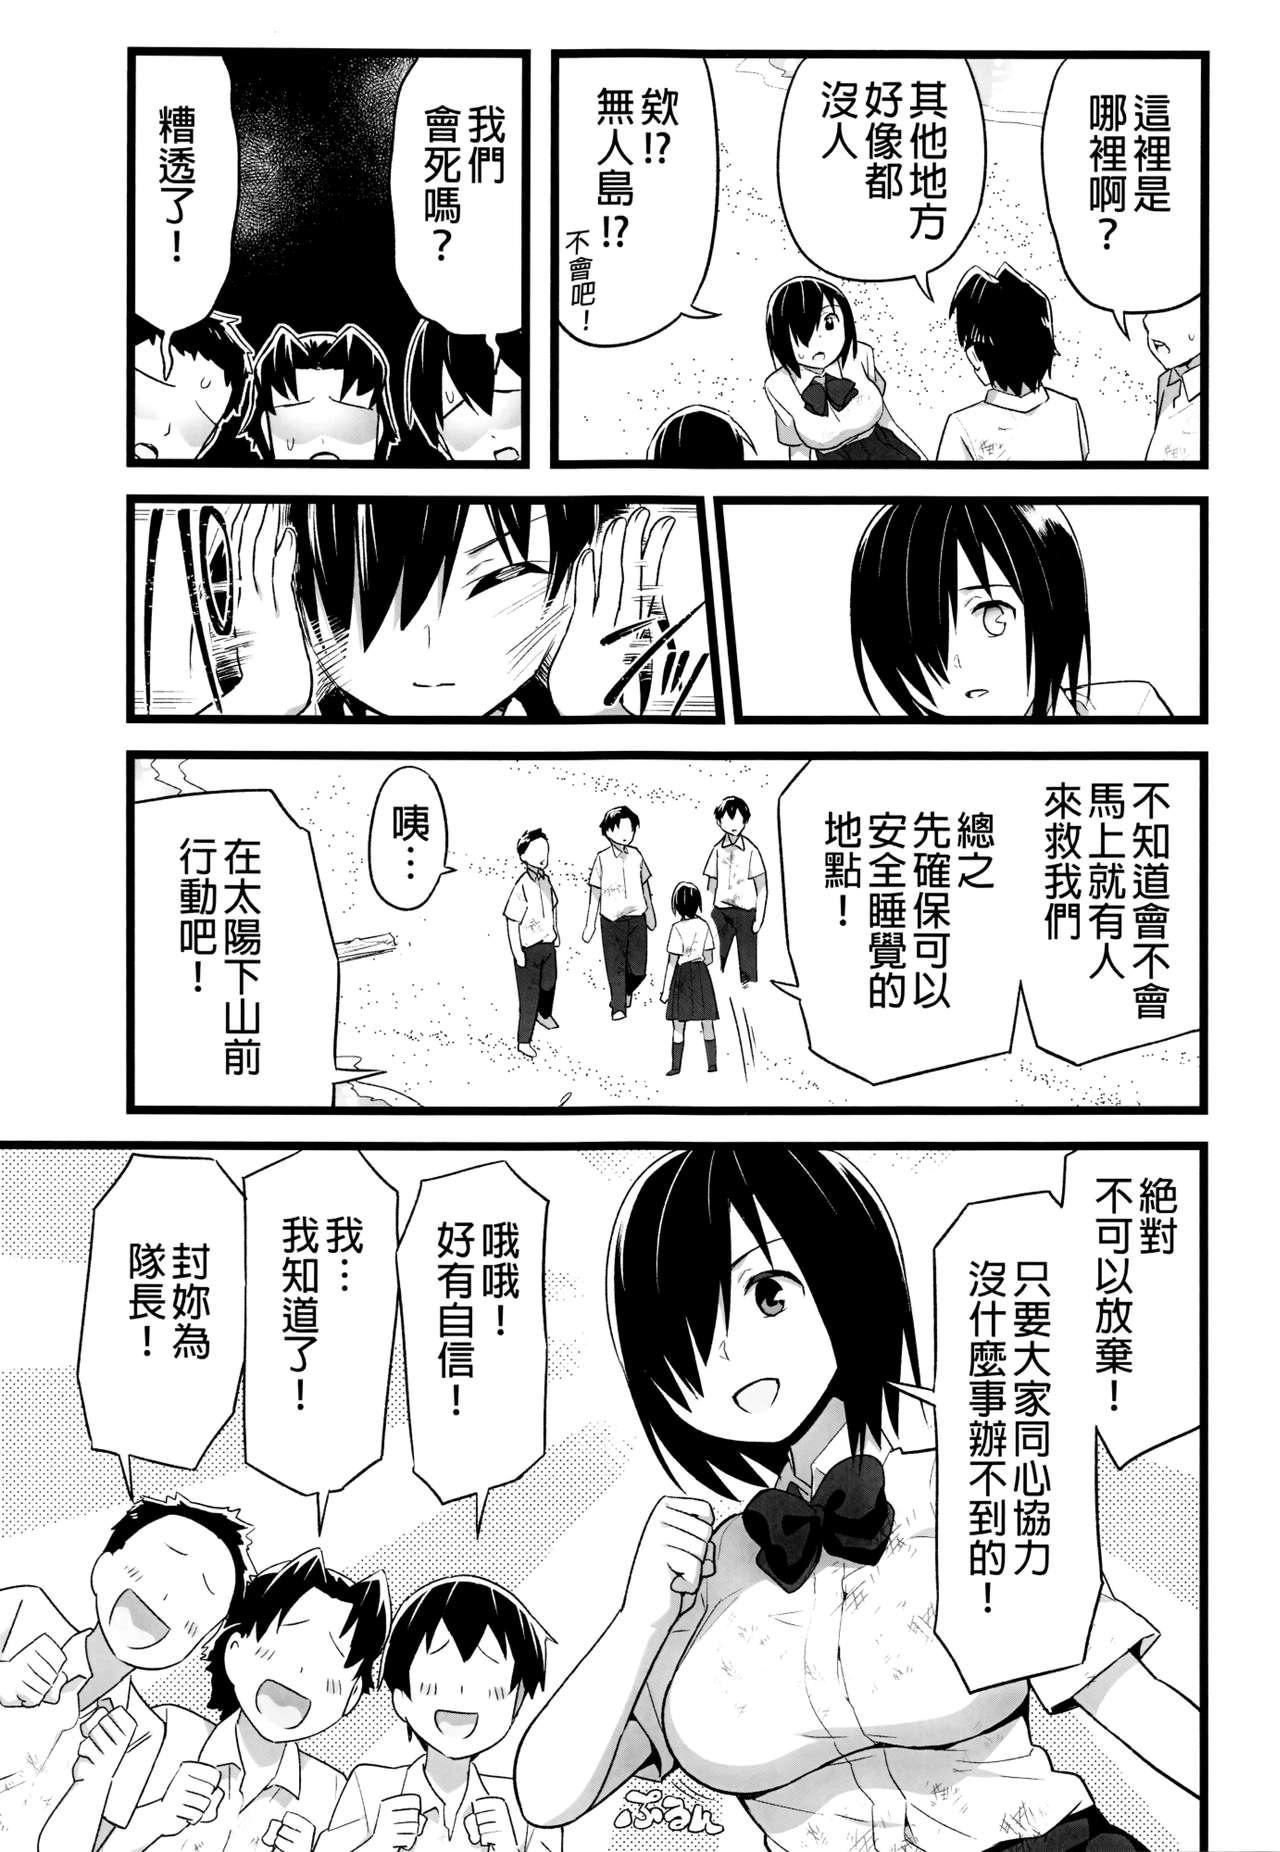 這裡是
哪裡啊？
其他地方
好像都
沒人
欸!?
無人島!?
不會吧！
我們
會死嗎？
糟透了！
不知道會不會
馬上就有人
來救我們
總之
先確保可以
安全睡覺的
地點！
咦…
在太陽下山前
行動吧！
絕對
不可以放棄！
只要大家同心協力
沒什麼事辦不到的！
哦哦！
好有自信！
我…
我知道了！
封妳為
隊長！
ぷるん